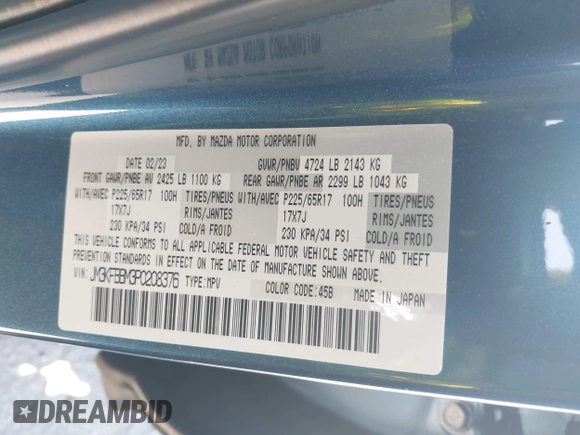 MFD. BY MAZDA MOTOR CORPORATION
DATE 02/23 GVWR/PNBV 4724 LB 2143 KG
FRONT GAWR/PNBE AV 2425 LB 1100 KG REAR GAWR/PNBE AR 2299 LB 1043 KG
WITH/AVEC P225/65R17 100H TIRES/PNEUS WITH/AVEC P225/65R17 100H TIRES/PNEUS
17X7J RIMS/JANTES 17X7J RIMS/JANTES
230 KPA/34 PSI COLD/A FROID 230 KPA/34 PSI COLD/A FROID
THIS VEHICLE CONFORMS TO ALL APPLICABLE FEDERAL MOTOR VEHICLE SAFETY AND THEFT
PREVENTION STANDARDS IN EFFECT ON THE DATE OF MANUFACTURE SHOWN ABOVE.
VIN: JM3KFBBM3P0208376 TYPE:MPV COLOR CODE:45B MADE IN JAPAN
DREAMBID